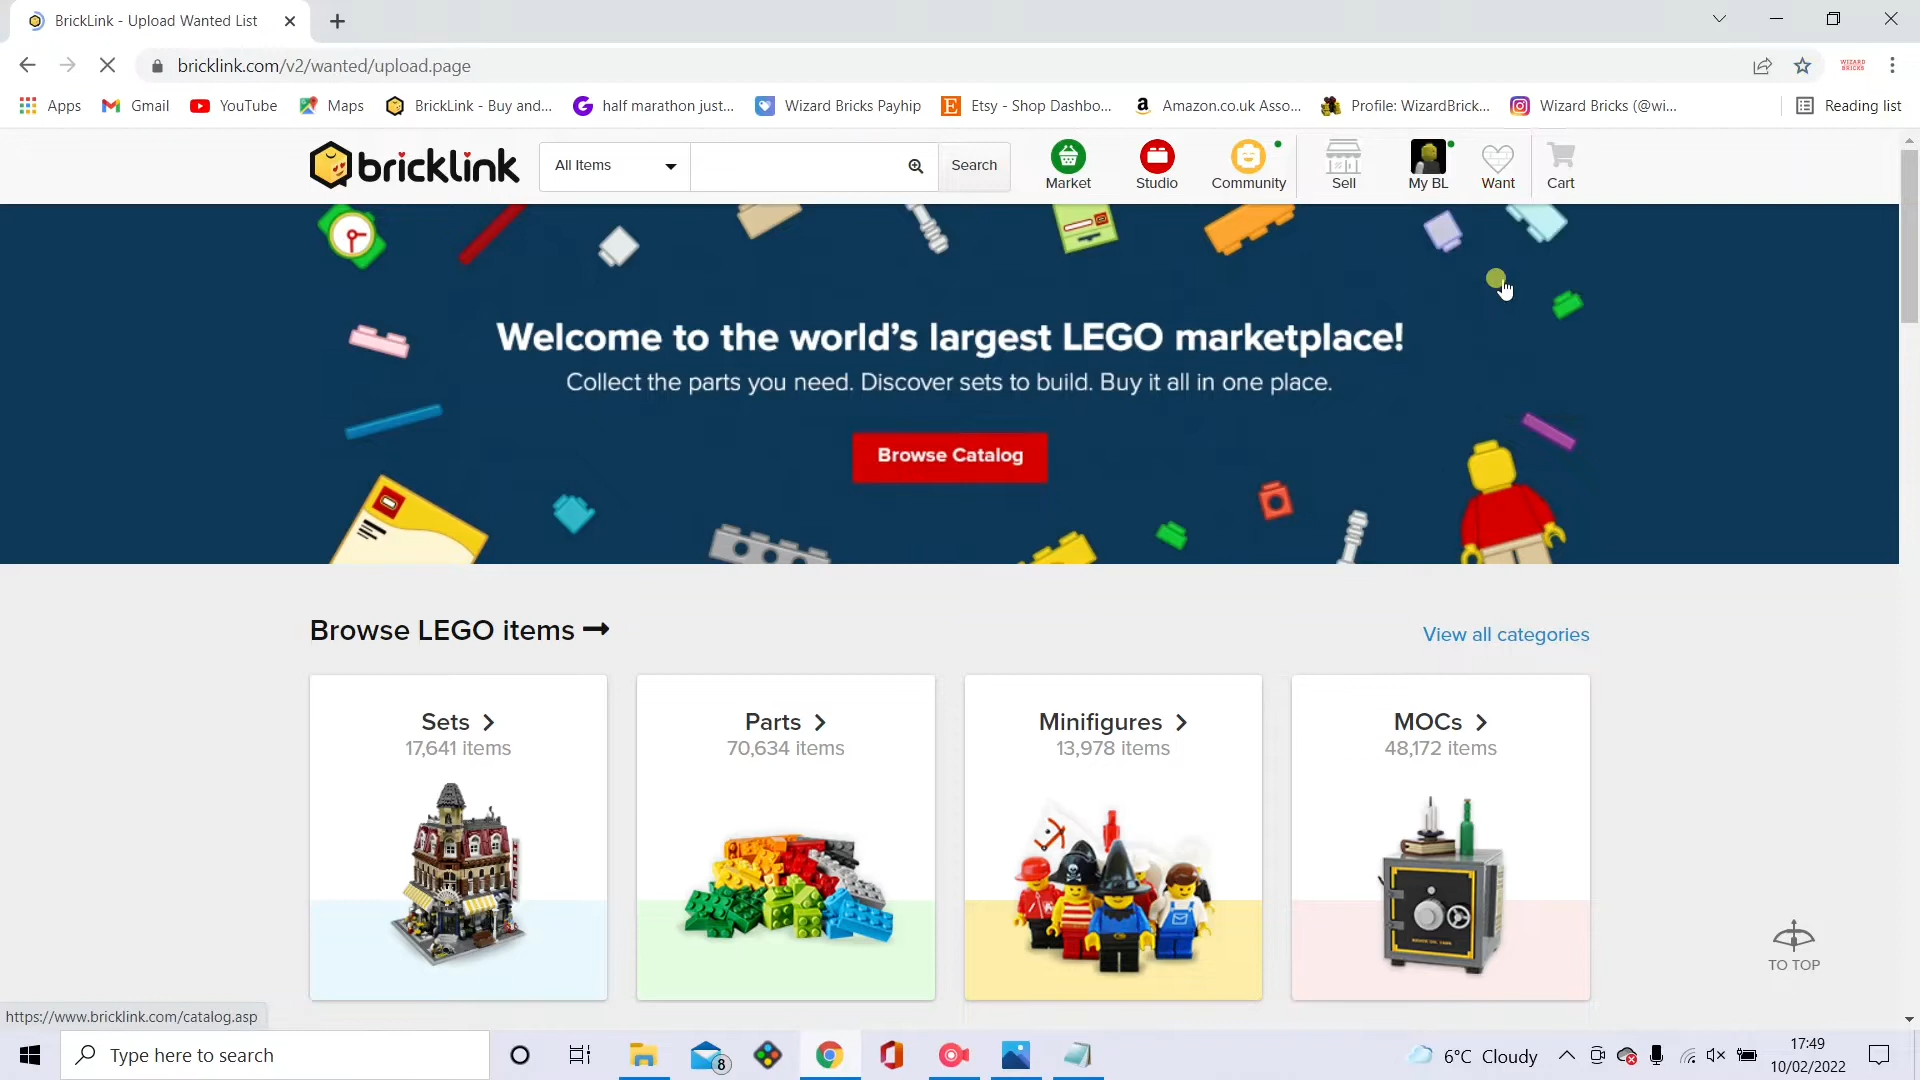 BrickLink - Upload Wanted List
bricklink.com/v2/wanted/upload.page
WIZARD BRICKS
Apps
Gmail
YouTube
Maps
BrickLink - Buy and...
half marathon just...
Wizard Bricks Payhip
Etsy - Shop Dashbo...
Amazon.co.uk Asso...
Profile: WizardBrick...
Wizard Bricks (@wi...
Reading list
bricklink
All Items
Search
Market
Studio
Community
Sell
My BL
Want
Cart
Welcome to the world's largest LEGO marketplace!
Collect the parts you need. Discover sets to build. Buy it all in one place.
Browse Catalog
Browse LEGO items
View all categories
Sets
17,641 items
Parts
70,634 items
Minifigures
13,978 items
MOCs
48,172 items
TO TOP
https://www.bricklink.com/catalog.asp
Type here to search
8
6°C Cloudy
17:49
10/02/2022